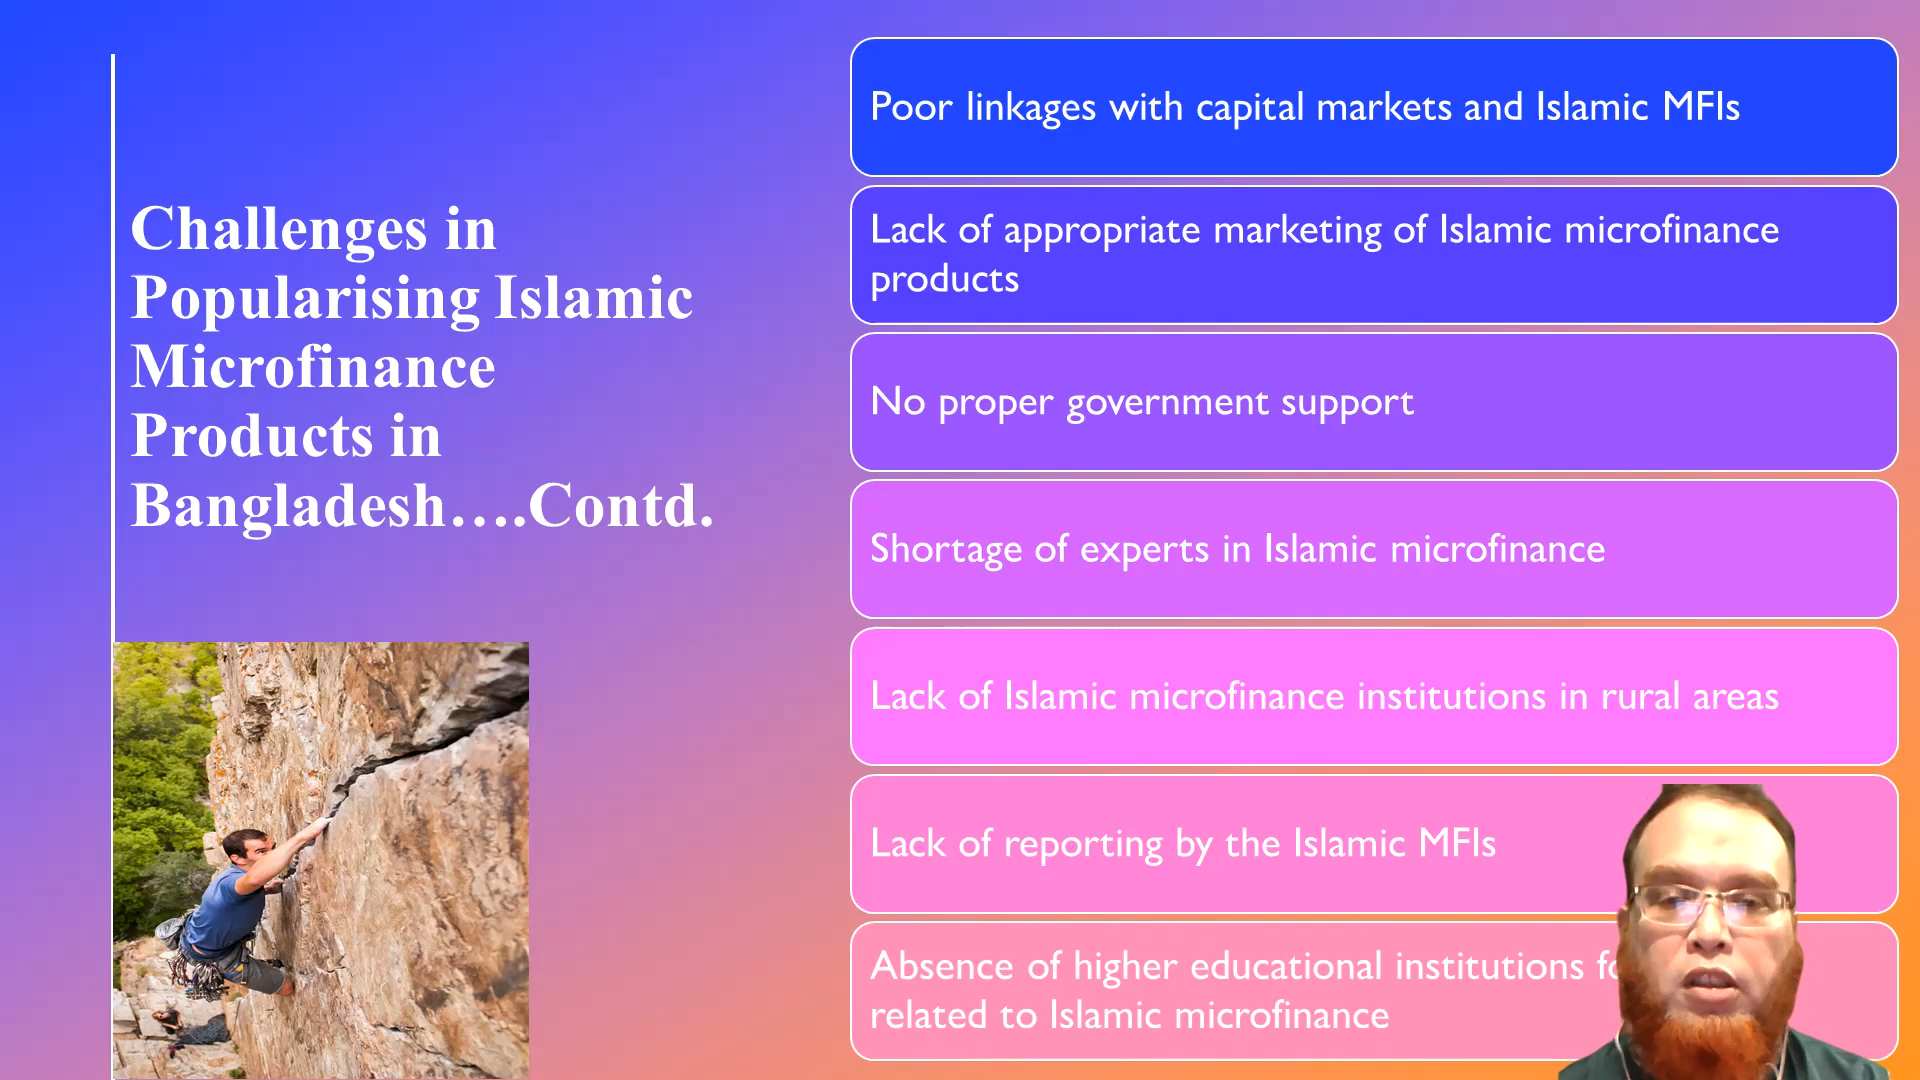 Challenges in
Popularising Islamic
Microfinance
Products in
Bangladesh….Contd.
Poor linkages with capital markets and Islamic MFIs
Lack of appropriate marketing of Islamic microfinance
products
No proper government support
Shortage of experts in Islamic microfinance
Lack of Islamic microfinance institutions in rural areas
Lack of reporting by the Islamic MFIs
Absence of higher educational institutions
related to Islamic microfinance